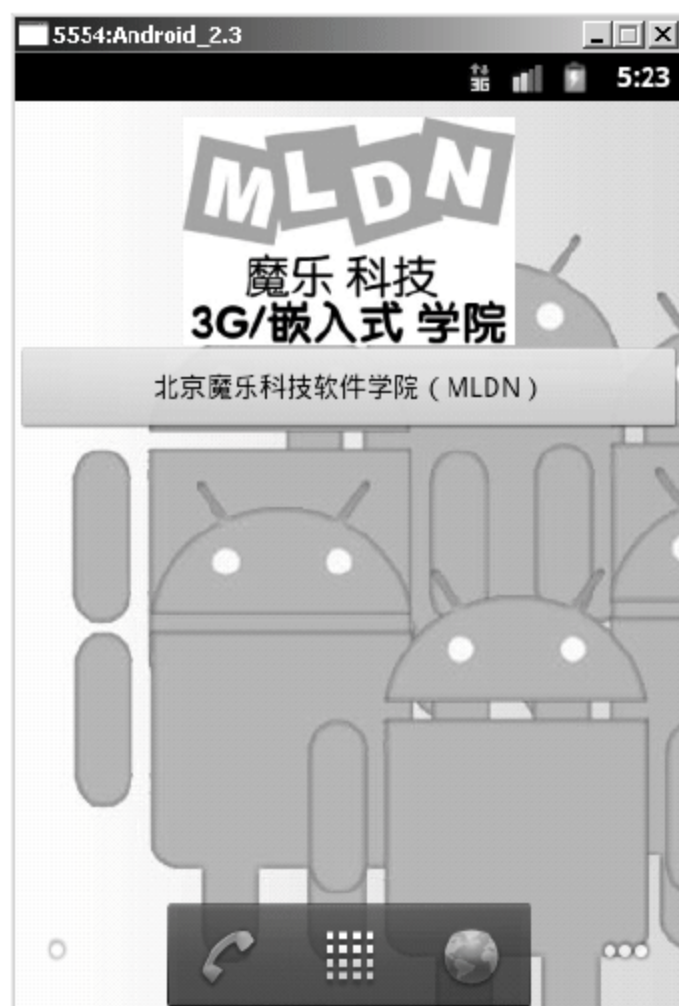 5554:Android_2.3
3G 5:23
MLDN
魔乐 科技
3G/嵌入式 学院
北京魔乐科技软件学院（MLDN）